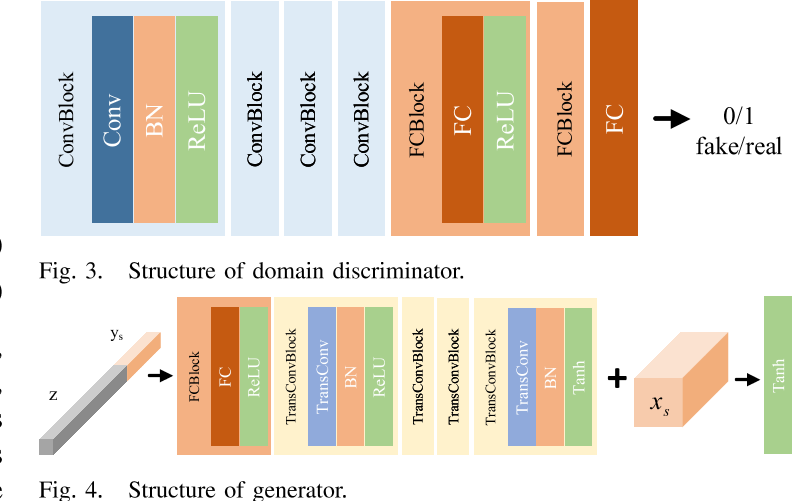 ConvBlock
Conv
BN
ReLU
ConvBlock
ConvBlock
ConvBlock
FCBlock
FC
ReLU
FCBlock
FC
0/1
fake/real
Fig. 3. Structure of domain discriminator.
z
yₛ
FCBlock
FC
ReLU
TransConvBlock
TransConv
BN
ReLU
TransConvBlock
TransConvBlock
TransConvBlock
TransConv
BN
Tanh
+
xₛ
Tanh
Fig. 4. Structure of generator.